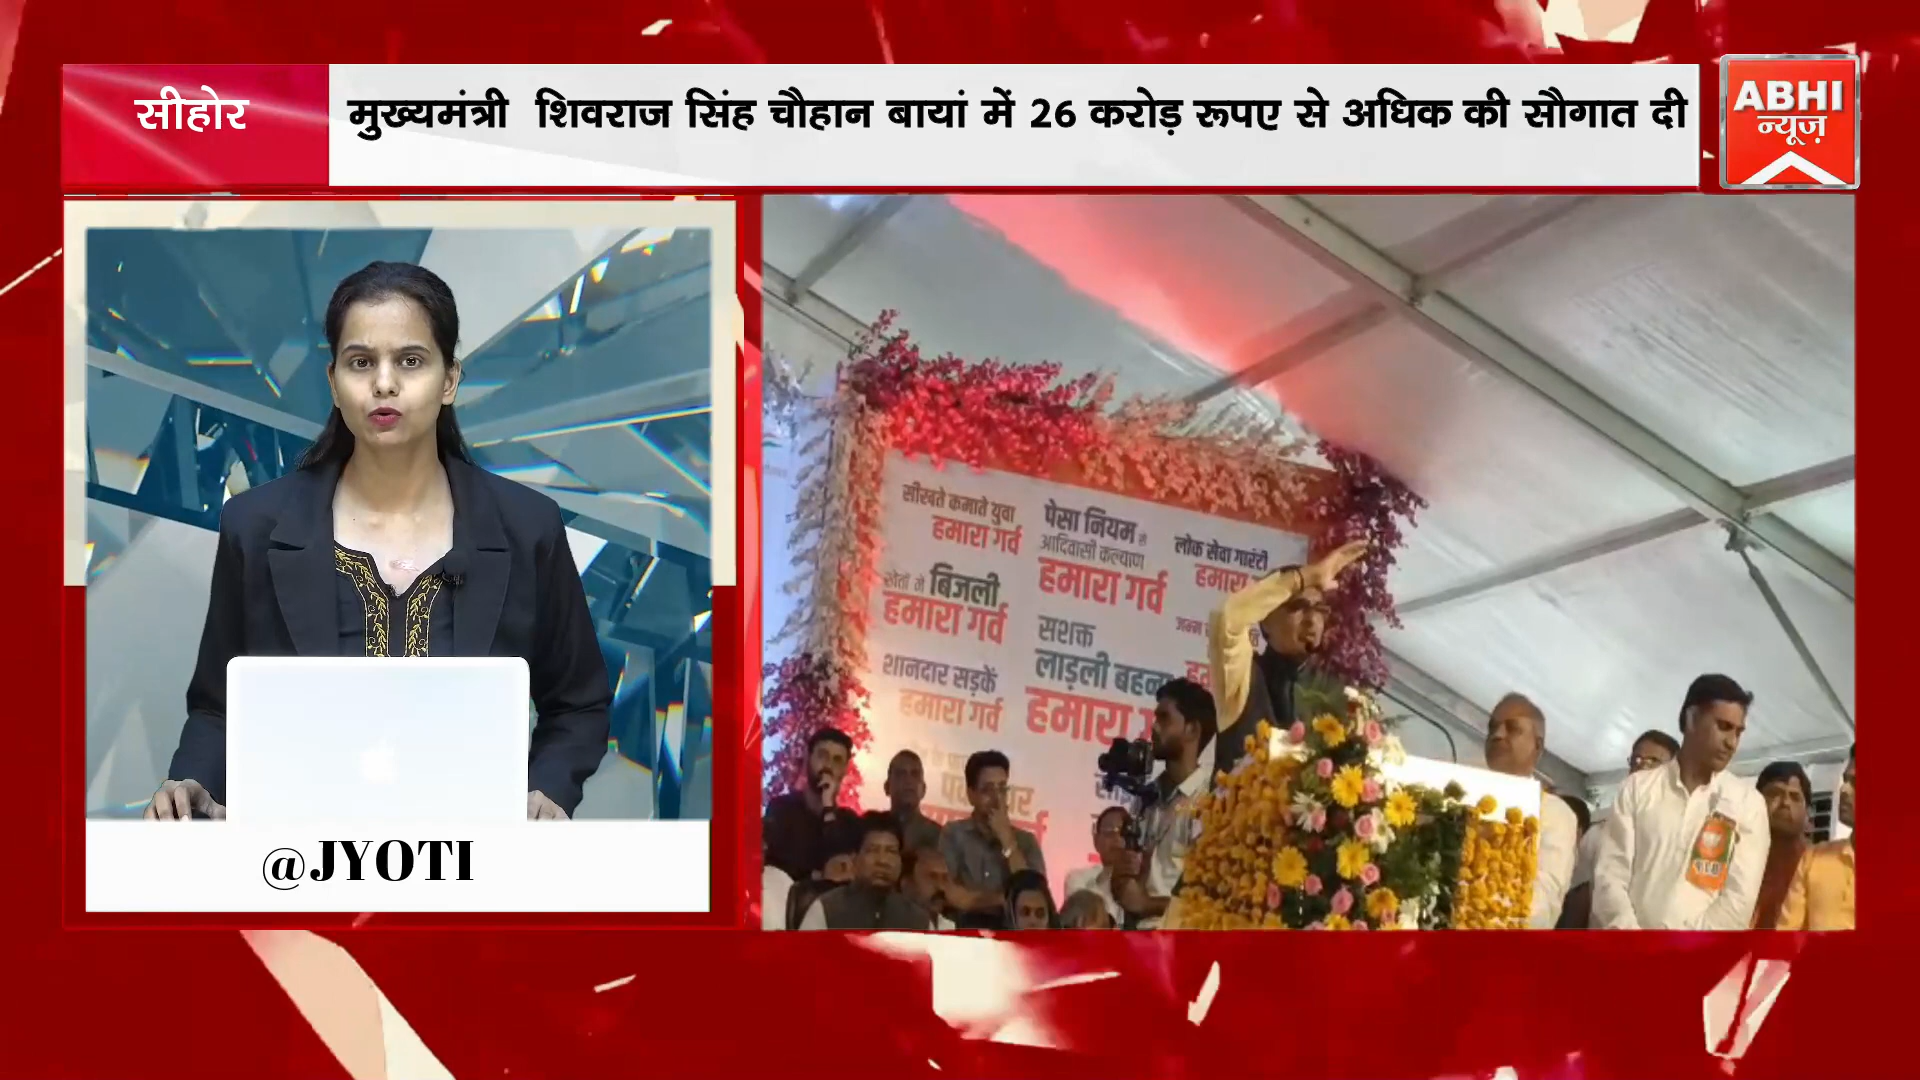 सीहोर
मुख्यमंत्री शिवराज सिंह चौहान बायां में 26 करोड़ रूपए से अधिक की सौगात दी
ABHI
न्यूज़
सीखते कमाते युवा
हमारा गर्व
पेसा नियम से
आदिवासी कल्याण
हमारा गर्व
लोक सेवा गारंटी
हमारा
खेतों में बिजली
हमारा गर्व
सशक्त
लाड़ली बहना
हमारा
शानदार सड़कें
हमारा गर्व
@JYOTI